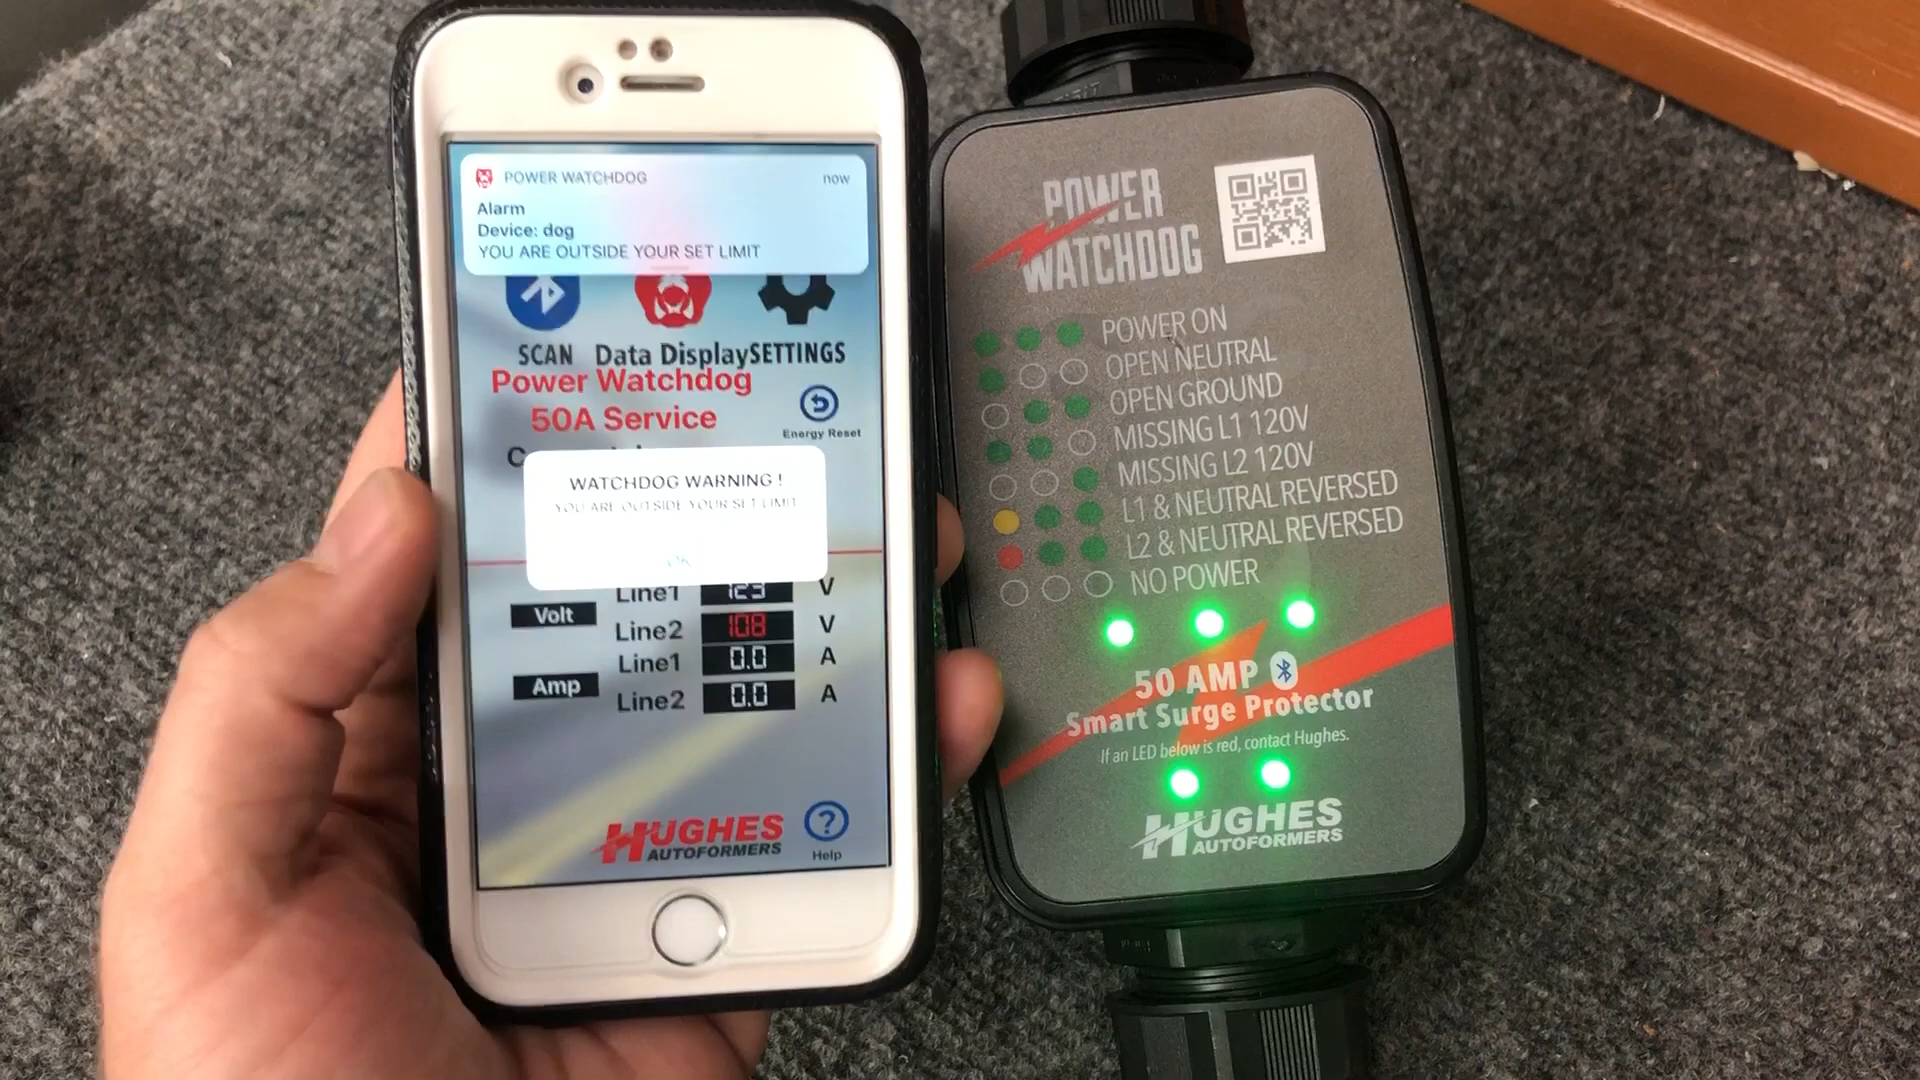 POWER WATCHDOG now
Alarm
Device: dog
YOU ARE OUTSIDE YOUR SET LIMIT
SCAN Data Display SETTINGS
Power Watchdog
50A Service
Energy Reset
WATCHDOG WARNING !
YOU ARE OUTSIDE YOUR SET LIMIT
OK
Volt
Line1 123 V
Line2 108 V
Amp
Line1 0.0 A
Line2 0.0 A
HUGHES
AUTOFORMERS
Help
POWER
WATCHDOG
POWER ON
OPEN NEUTRAL
OPEN GROUND
MISSING L1 120V
MISSING L2 120V
L1 & NEUTRAL REVERSED
L2 & NEUTRAL REVERSED
NO POWER
50 AMP
Smart Surge Protector
If an LED below is red, contact Hughes.
HUGHES
AUTOFORMERS